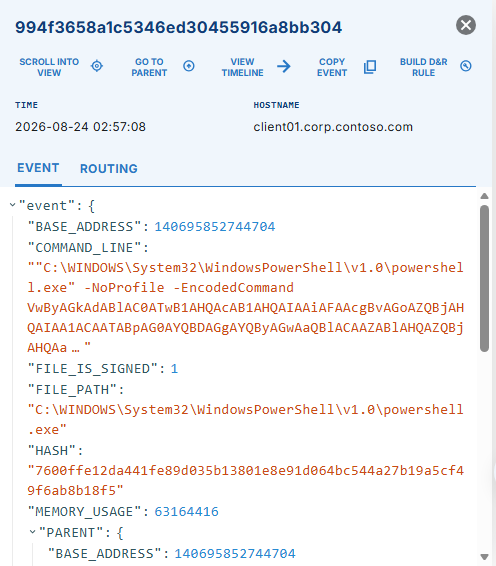 994f3658a1c5346ed30455916a8bb304
SCROLL INTO VIEW
GO TO PARENT
VIEW TIMELINE
COPY EVENT
BUILD D&R RULE
TIME
HOSTNAME
2026-08-24 02:57:08
client01.corp.contoso.com
EVENT
ROUTING
"event": {
"BASE_ADDRESS": 140695852744704
"COMMAND_LINE":
""C:\WINDOWS\System32\WindowsPowerShell\v1.0\powershel
l.exe" -NoProfile -EncodedCommand
VwByAGkAdABlAC0ATwB1AHQAcAB1AHQAIAAiAFAAcgBvAGoAZQBjAH
QAIAA1ACAATABpAG0AYQBDAGgAYQByAGwAaQBlACAAZABlAHQAZQBj
AHQAa … "
"FILE_IS_SIGNED": 1
"FILE_PATH":
"C:\WINDOWS\System32\WindowsPowerShell\v1.0\powershell
.exe"
"HASH":
"7600ffe12da441fe89d035b13801e8e91d064bc544a27b19a5cf4
9f6ab8b18f5"
"MEMORY_USAGE": 63164416
"PARENT": {
"BASE_ADDRESS": 140695852744704